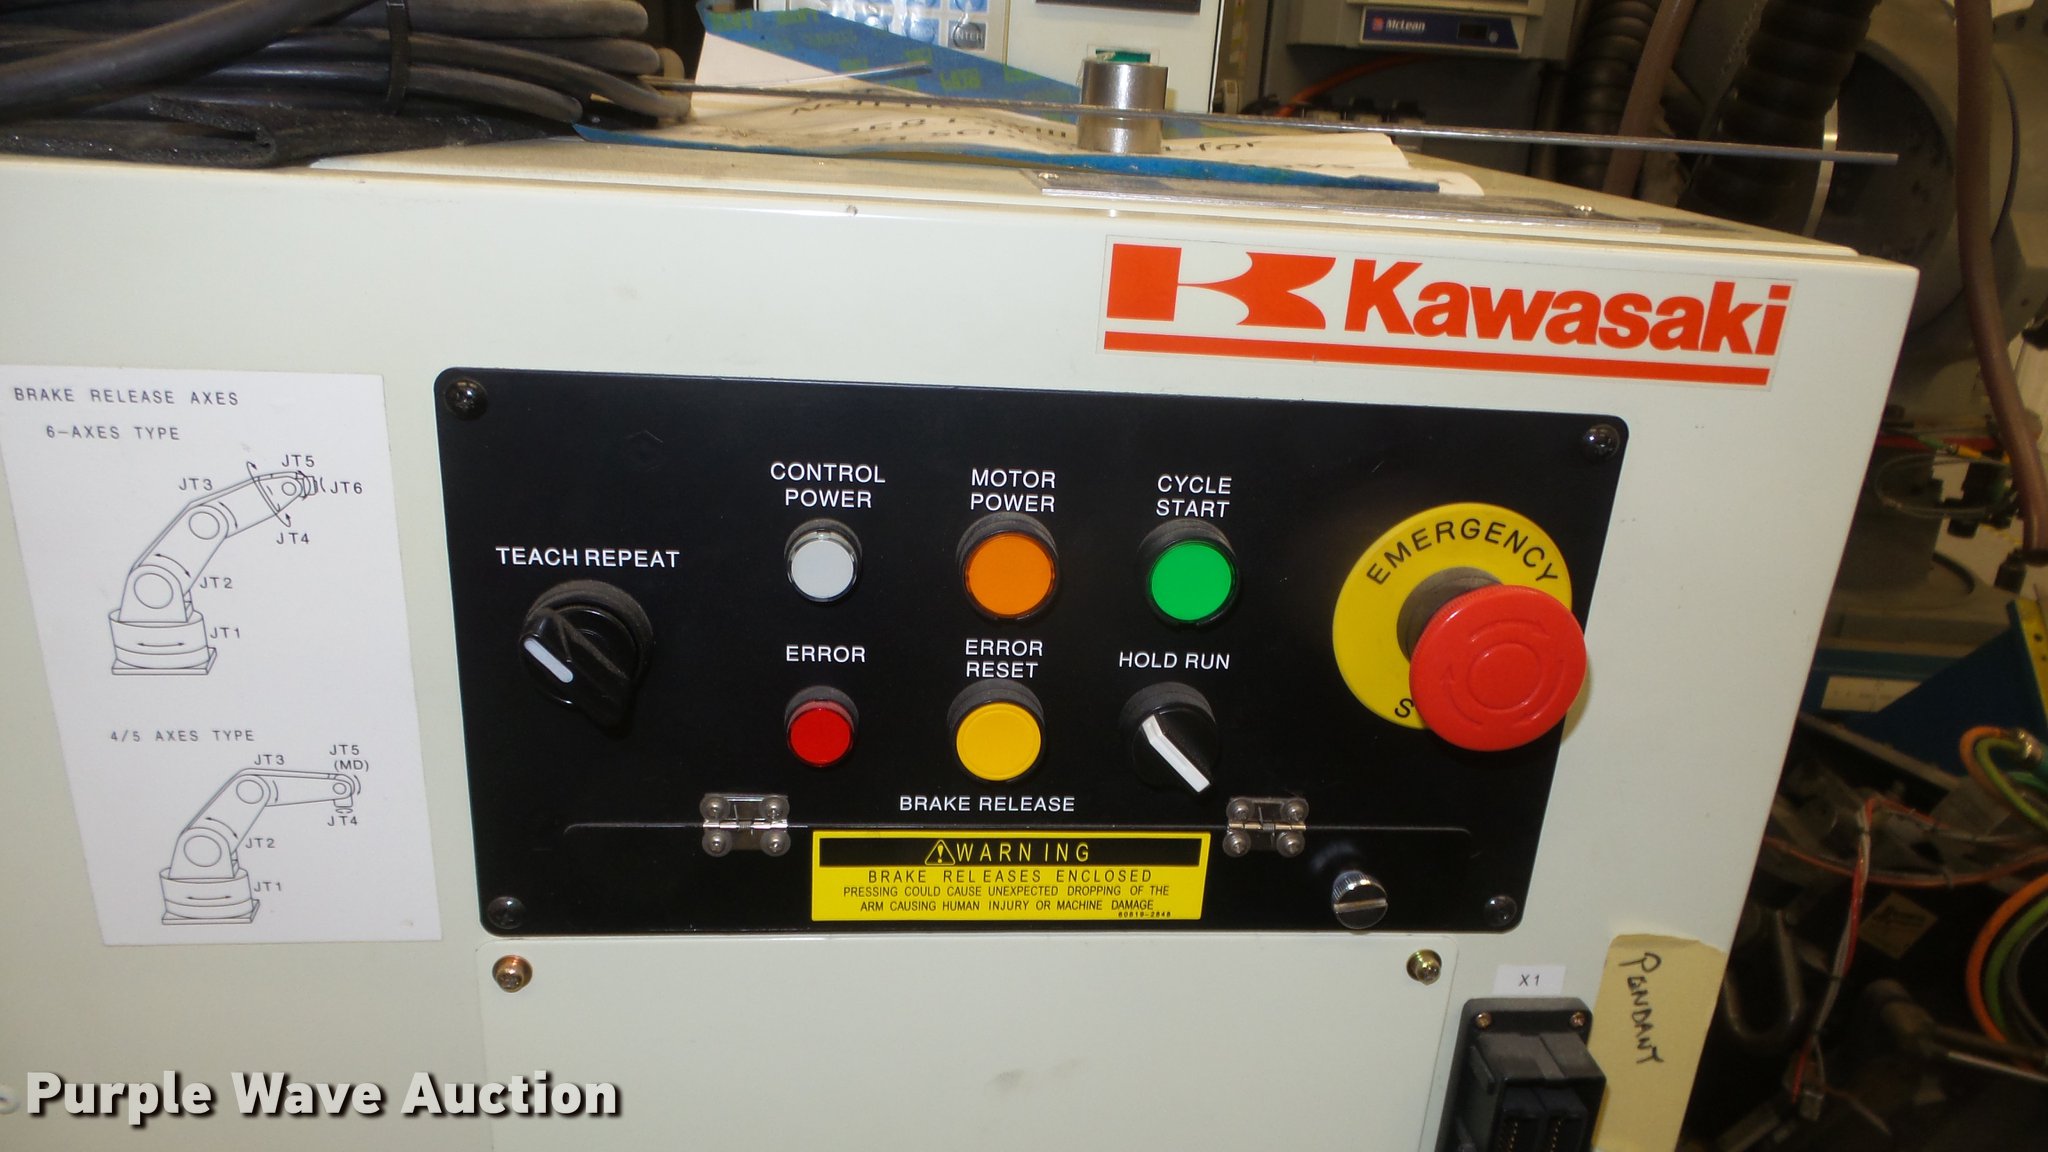 McLean
Kawasaki
BRAKE RELEASE AXES
6-AXES TYPE
JT5
JT3
JT6
JT4
JT2
JT1
4/5 AXES TYPE
JT5
(MD)
JT3
JT4
JT2
JT1
TEACH REPEAT
CONTROL
POWER
MOTOR
POWER
CYCLE
START
ERROR
ERROR
RESET
HOLD RUN
EMERGENCY
S
BRAKE RELEASE
WARNING
BRAKE RELEASES ENCLOSED
PRESSING COULD CAUSE UNEXPECTED DROPPING OF THE
ARM CAUSING HUMAN INJURY OR MACHINE DAMAGE
60619-2648
X1
PENDANT
Purple Wave Auction